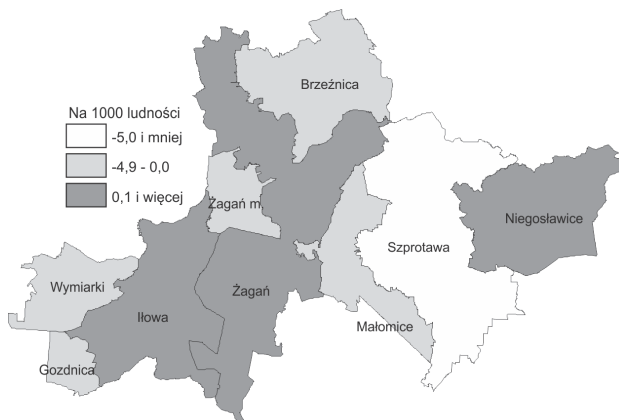 Brzeźnica
Na 1000 ludności
-5,0 i mniej
-4,9 - 0,0
0,1 i więcej
Żagań m.
Niegosławice
Szprotawa
Wymiarki
Żagań
Iłowa
Małomice
Gozdnica